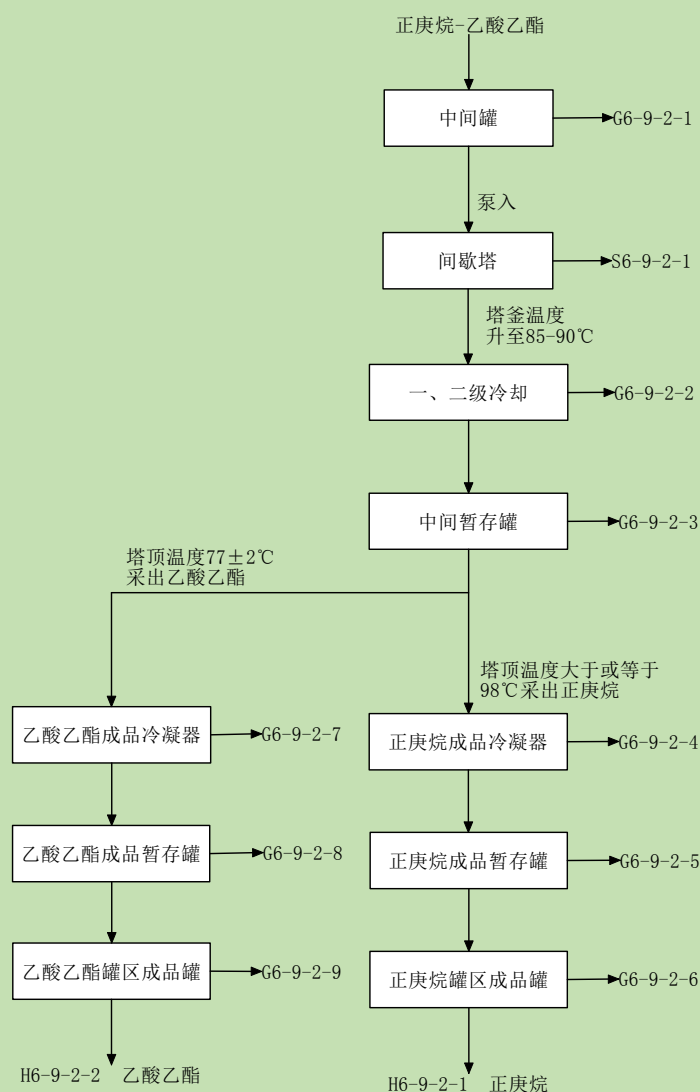 正庚烷-乙酸乙酯
中间罐
G6-9-2-1
泵入
间歇塔
S6-9-2-1
塔釜温度
升至85-90℃
一、二级冷却
G6-9-2-2
中间暂存罐
G6-9-2-3
塔顶温度77±2℃
采出乙酸乙酯
塔顶温度大于或等于
98℃采出正庚烷
乙酸乙酯成品冷凝器
G6-9-2-7
正庚烷成品冷凝器
G6-9-2-4
乙酸乙酯成品暂存罐
G6-9-2-8
正庚烷成品暂存罐
G6-9-2-5
乙酸乙酯罐区成品罐
G6-9-2-9
正庚烷罐区成品罐
G6-9-2-6
H6-9-2-2 乙酸乙酯
H6-9-2-1 正庚烷